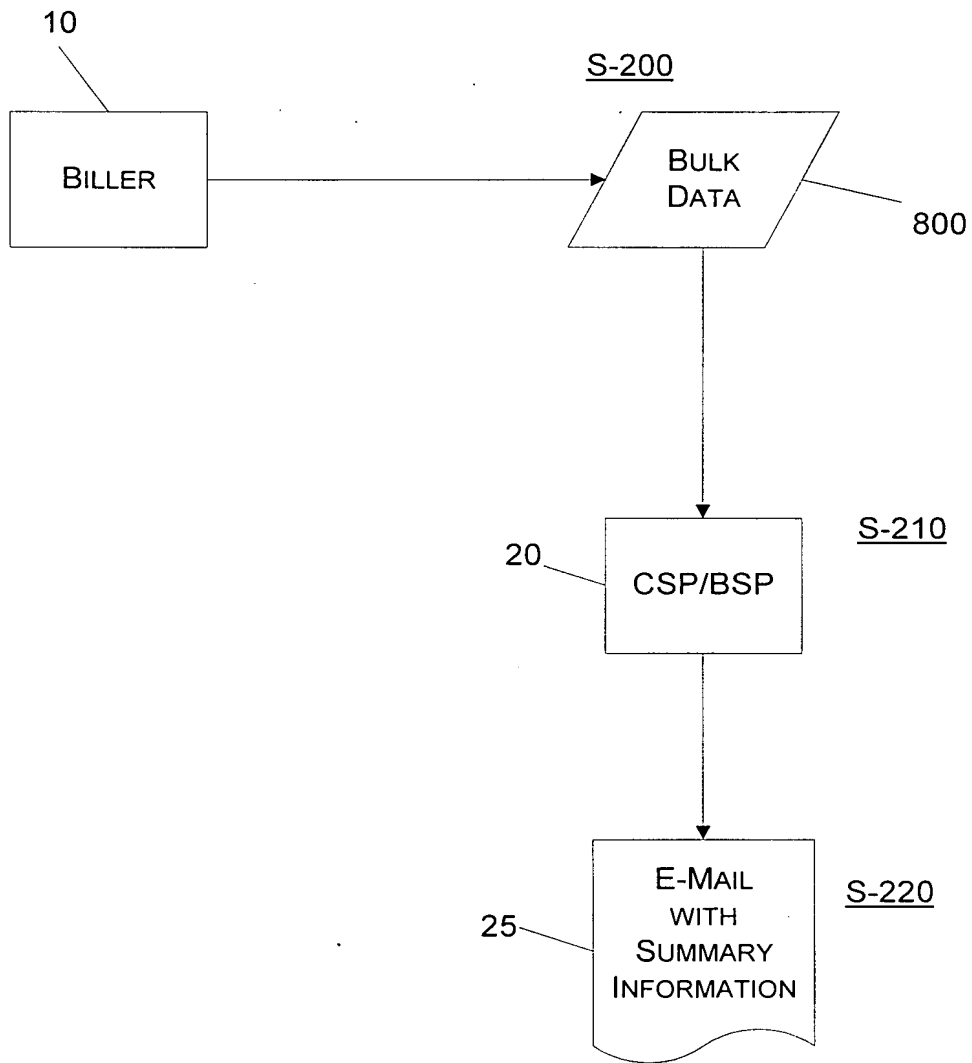 10
S-200
BILLER
BULK
DATA
800
S-210
20
CSP/BSP
E-MAIL
WITH
SUMMARY
INFORMATION
S-220
25